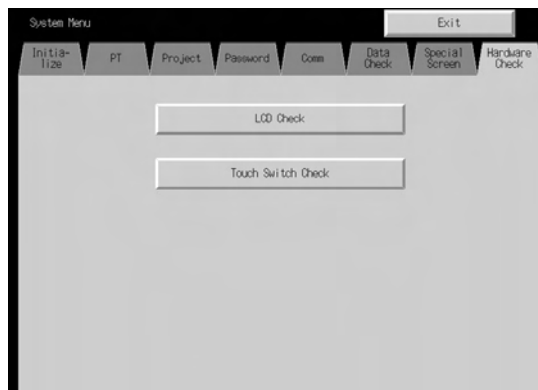 System Menu
Exit
Initia-
lize
PT
Project
Password
Comm
Data
Check
Special
Screen
Hardware
Check
LCD Check
Touch Switch Check